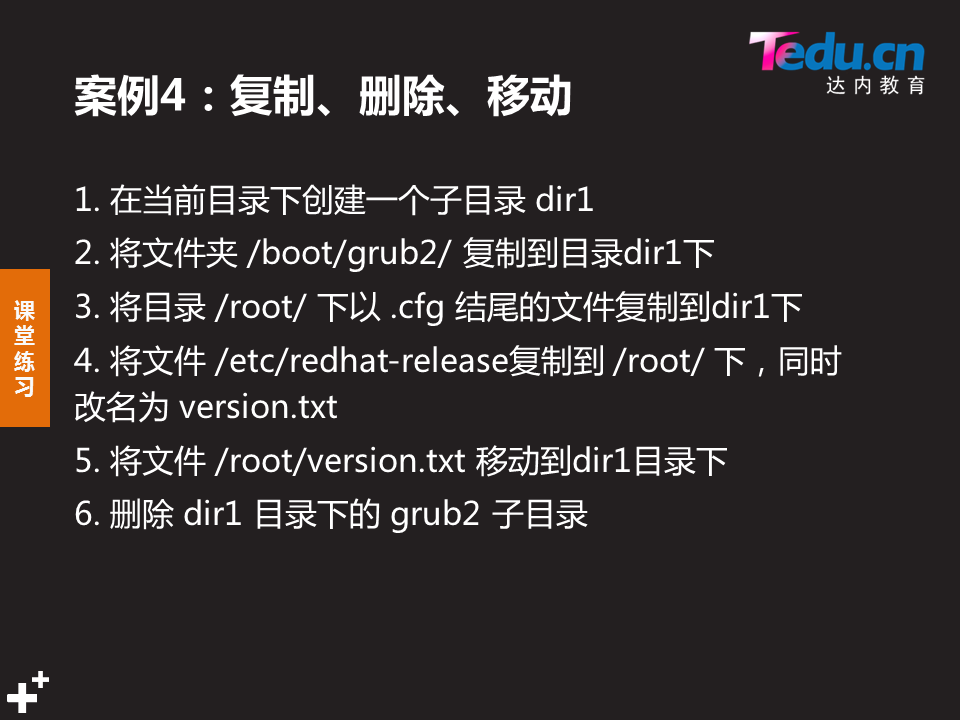 Tedu.cn
达内教育
案例4：复制、删除、移动
1. 在当前目录下创建一个子目录 dir1
2. 将文件夹 /boot/grub2/ 复制到目录dir1下
3. 将目录 /root/ 下以 .cfg 结尾的文件复制到dir1下
4. 将文件 /etc/redhat-release复制到 /root/ 下，同时
改名为 version.txt
5. 将文件 /root/version.txt 移动到dir1目录下
6. 删除 dir1 目录下的 grub2 子目录
课
堂
练
习